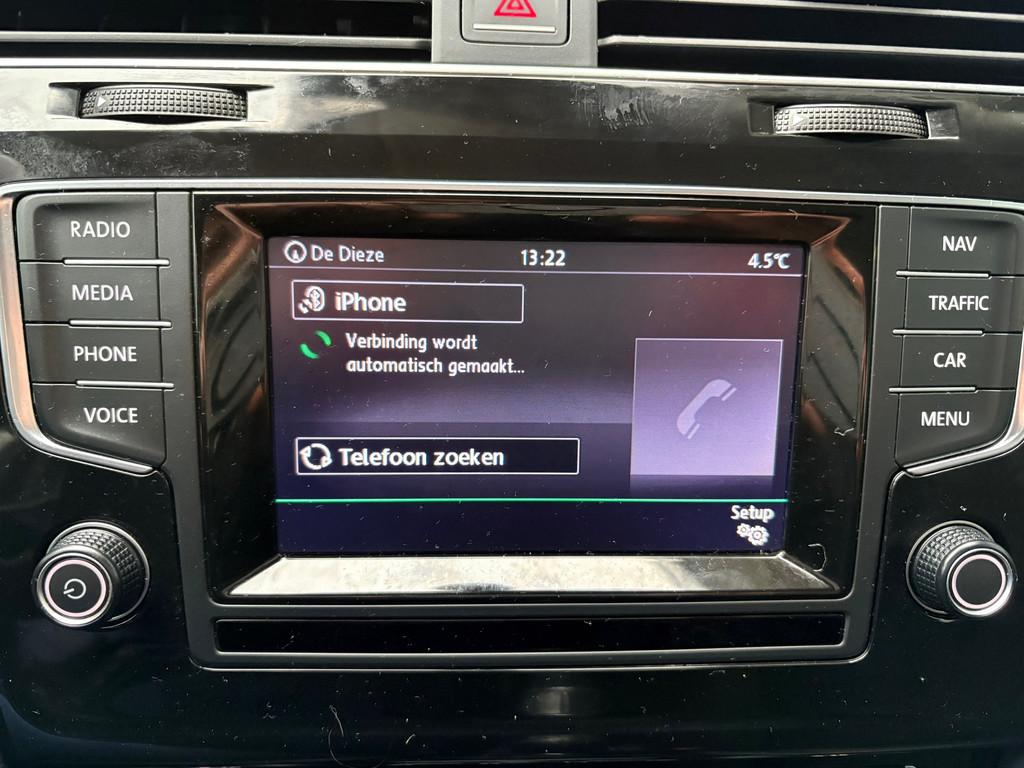 RADIO
MEDIA
PHONE
VOICE
De Dieze
13:22
4.5°C
iPhone
Verbinding wordt
automatisch gemaakt...
Telefoon zoeken
Setup
NAV
TRAFFIC
CAR
MENU